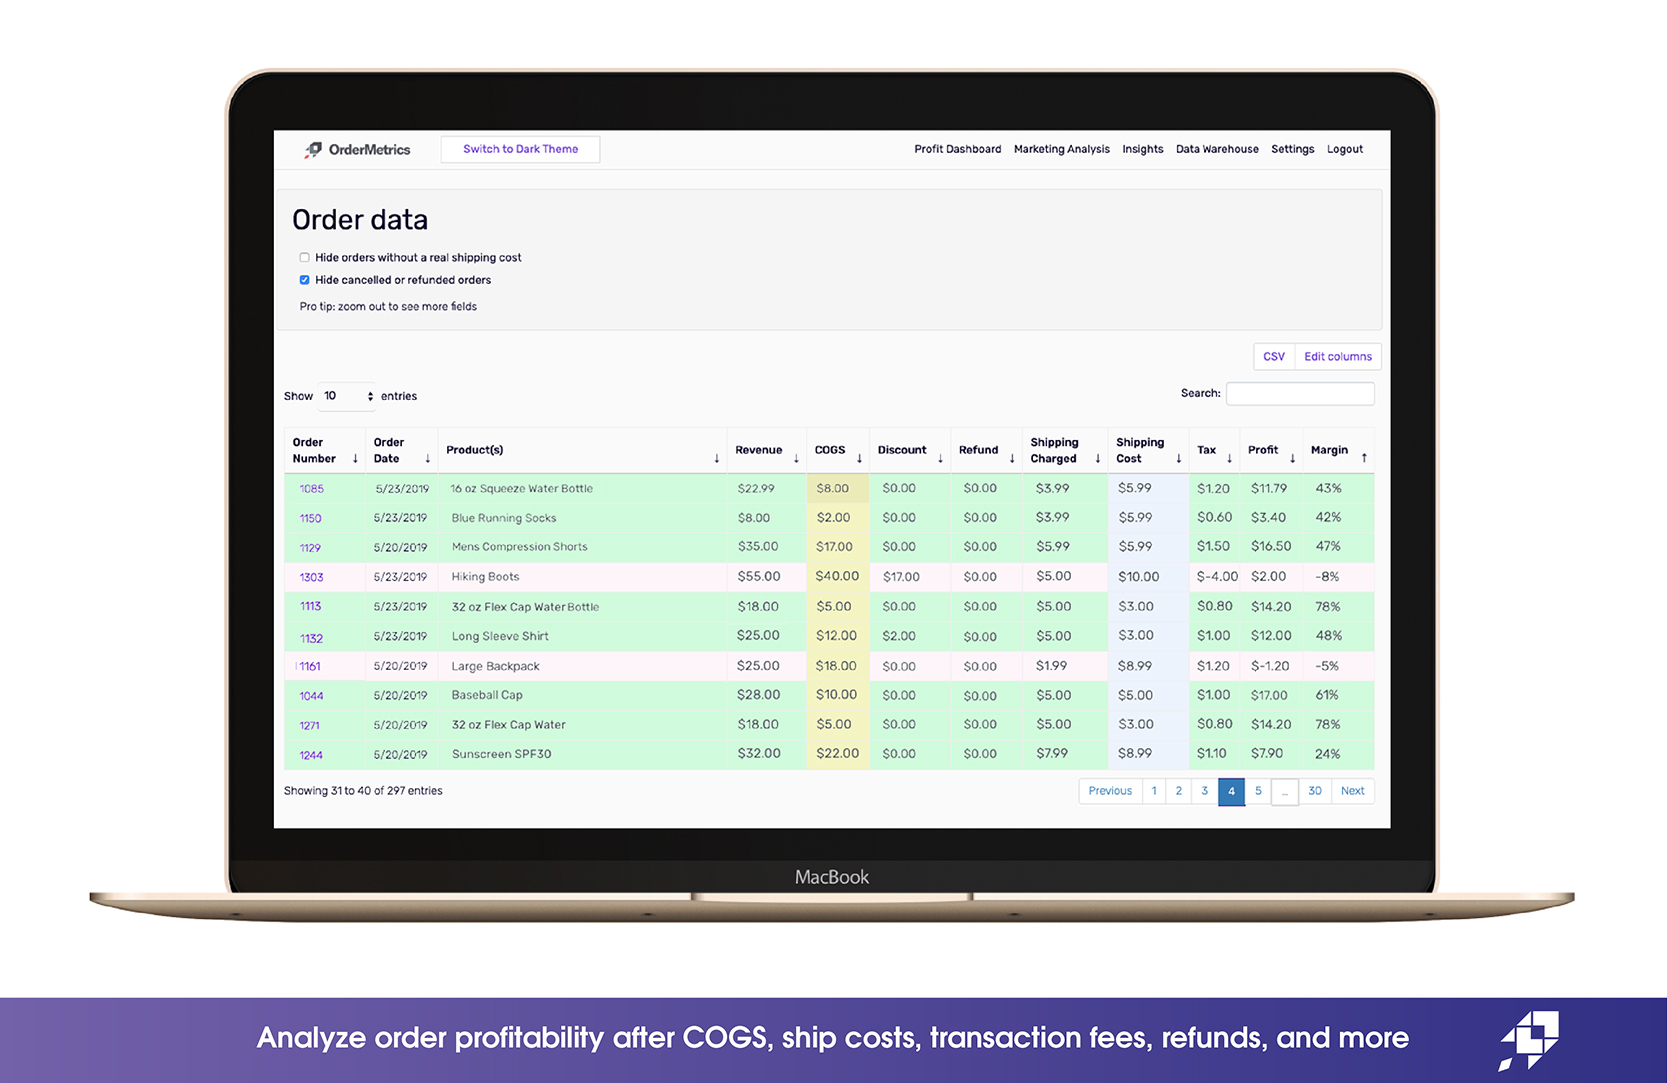 OrderMetrics Switch to Dark Theme Profit Dashboard Marketing Analysis Insights Data Warehouse Settings Logout
Order data
Hide orders without a real shipping cost
Hide cancelled or refunded orders
Pro tip: zoom out to see more fields
CSV Edit columns
Show 10 entries Search:
Order Number Order Date Product(s) Revenue COGS Discount Refund Shipping Charged Shipping Cost Tax Profit Margin
1085 5/23/2019 16 oz Squeeze Water Bottle $22.99 $8.00 $0.00 $0.00 $3.99 $5.99 $1.20 $11.79 43%
1150 5/23/2019 Blue Running Socks $8.00 $2.00 $0.00 $0.00 $3.99 $5.99 $0.60 $3.40 42%
1129 5/20/2019 Mens Compression Shorts $35.00 $17.00 $0.00 $0.00 $5.99 $5.99 $1.50 $16.50 47%
1303 5/23/2019 Hiking Boots $55.00 $40.00 $17.00 $0.00 $5.00 $10.00 $-4.00 $2.00 -8%
1113 5/23/2019 32 oz Flex Cap Water Bottle $18.00 $5.00 $0.00 $0.00 $5.00 $3.00 $0.80 $14.20 78%
1132 5/23/2019 Long Sleeve Shirt $25.00 $12.00 $2.00 $0.00 $5.00 $3.00 $1.00 $12.00 48%
1161 5/20/2019 Large Backpack $25.00 $18.00 $0.00 $0.00 $1.99 $8.99 $1.20 $-1.20 -5%
1044 5/20/2019 Baseball Cap $28.00 $10.00 $0.00 $0.00 $5.00 $5.00 $1.00 $17.00 61%
1271 5/20/2019 32 oz Flex Cap Water $18.00 $5.00 $0.00 $0.00 $5.00 $3.00 $0.80 $14.20 78%
1244 5/20/2019 Sunscreen SPF30 $32.00 $22.00 $0.00 $0.00 $7.99 $8.99 $1.10 $7.90 24%
Showing 31 to 40 of 297 entries Previous 1 2 3 4 5 ... 30 Next
MacBook
Analyze order profitability after COGS, ship costs, transaction fees, refunds, and more